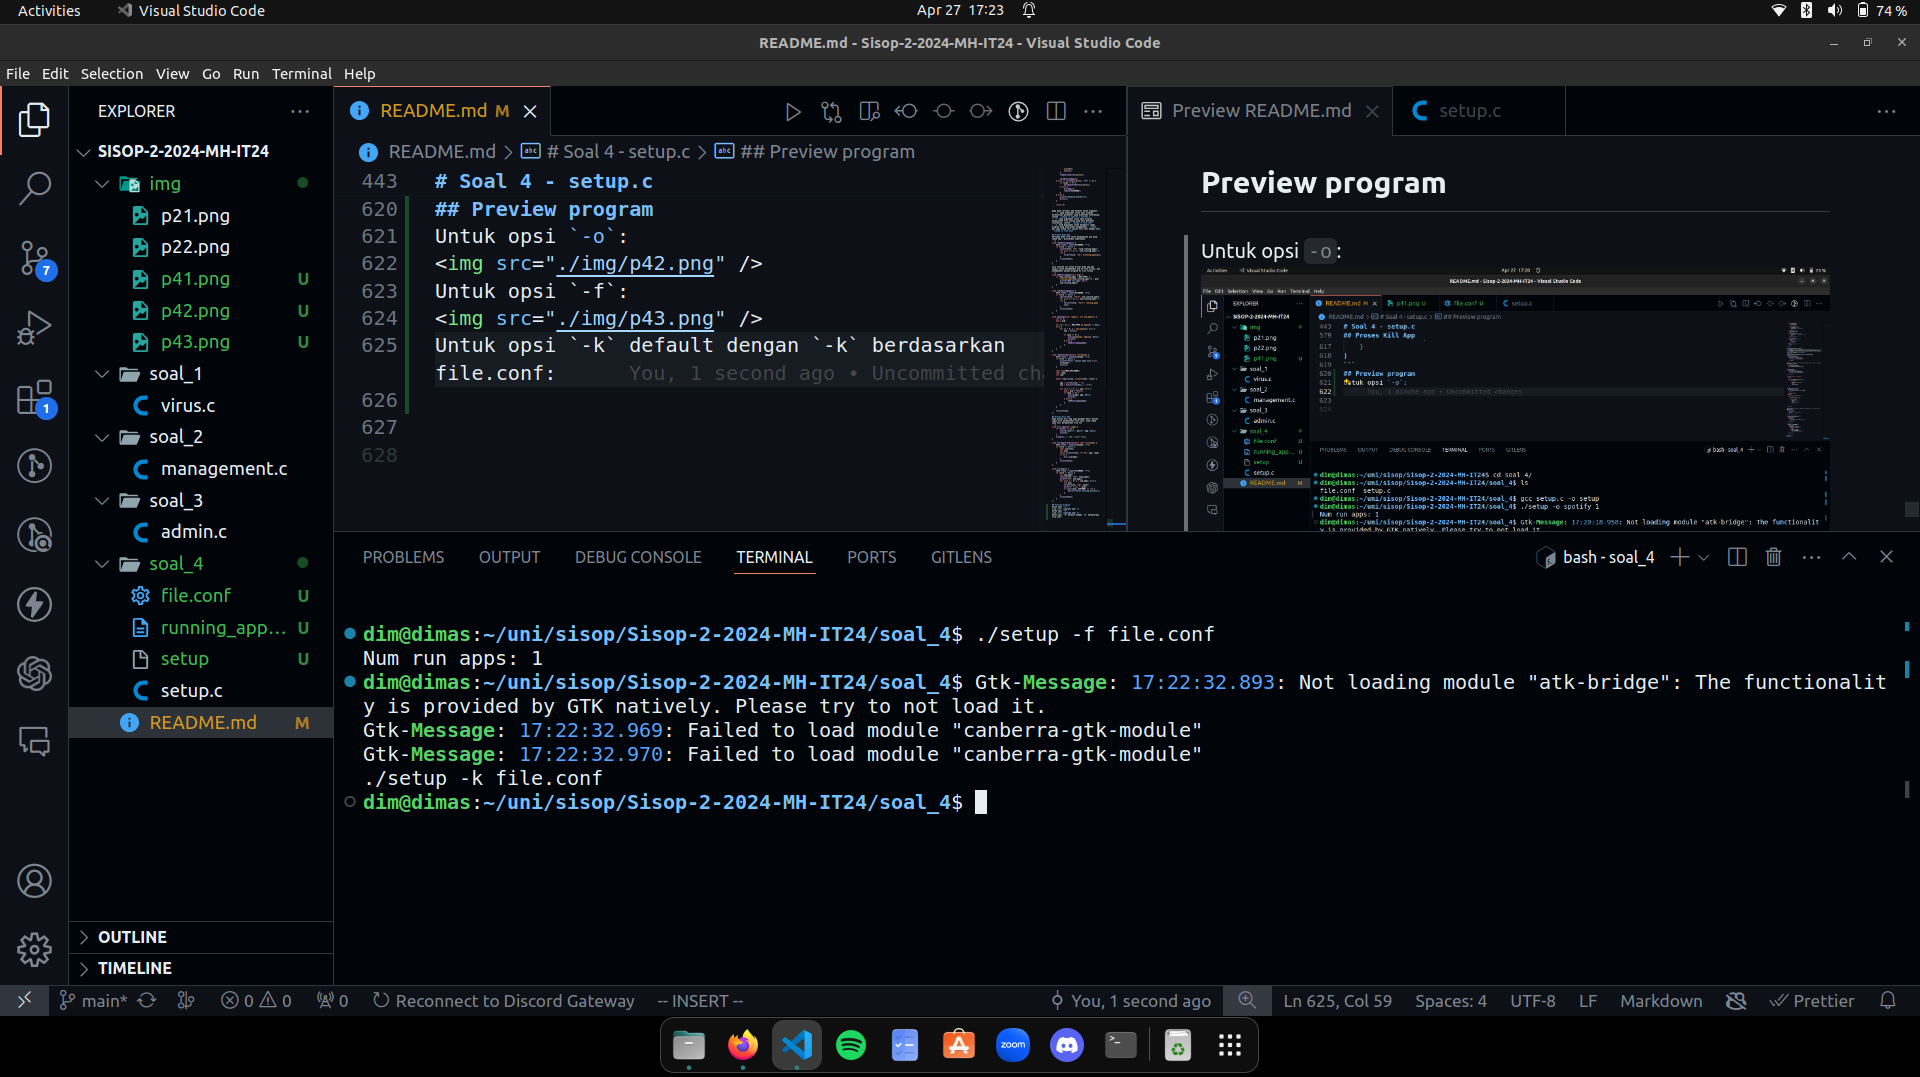 Activities
Visual Studio Code
Apr 27 17:23
74 %
README.md - Sisop-2-2024-MH-IT24 - Visual Studio Code
File Edit Selection View Go Run Terminal Help
EXPLORER
SISOP-2-2024-MH-IT24
img
p21.png
p22.png
p41.png U
p42.png U
p43.png U
soal_1
virus.c
soal_2
management.c
soal_3
admin.c
soal_4
file.conf U
running_app... U
setup U
setup.c
README.md M
OUTLINE
TIMELINE
7
1
README.md M
README.md > # Soal 4 - setup.c > ## Preview program
443 # Soal 4 - setup.c
620 ## Preview program
621 Untuk opsi `-o`:
622 <img src="./img/p42.png" />
623 Untuk opsi `-f`:
624 <img src="./img/p43.png" />
625 Untuk opsi `-k` default dengan `-k` berdasarkan
file.conf: You, 1 second ago • Uncommitted ch
626
627
628
Preview README.md
setup.c
Preview program
Untuk opsi -o:
PROBLEMS OUTPUT DEBUG CONSOLE TERMINAL PORTS GITLENS
bash - soal_4
dim@dimas:~/uni/sisop/Sisop-2-2024-MH-IT24/soal_4$ ./setup -f file.conf
Num run apps: 1
dim@dimas:~/uni/sisop/Sisop-2-2024-MH-IT24/soal_4$ Gtk-Message: 17:22:32.893: Not loading module "atk-bridge": The functionalit
y is provided by GTK natively. Please try to not load it.
Gtk-Message: 17:22:32.969: Failed to load module "canberra-gtk-module"
Gtk-Message: 17:22:32.970: Failed to load module "canberra-gtk-module"
./setup -k file.conf
dim@dimas:~/uni/sisop/Sisop-2-2024-MH-IT24/soal_4$
main* 0 0 0 Reconnect to Discord Gateway -- INSERT --
You, 1 second ago Ln 625, Col 59 Spaces: 4 UTF-8 LF Markdown Prettier
zoom